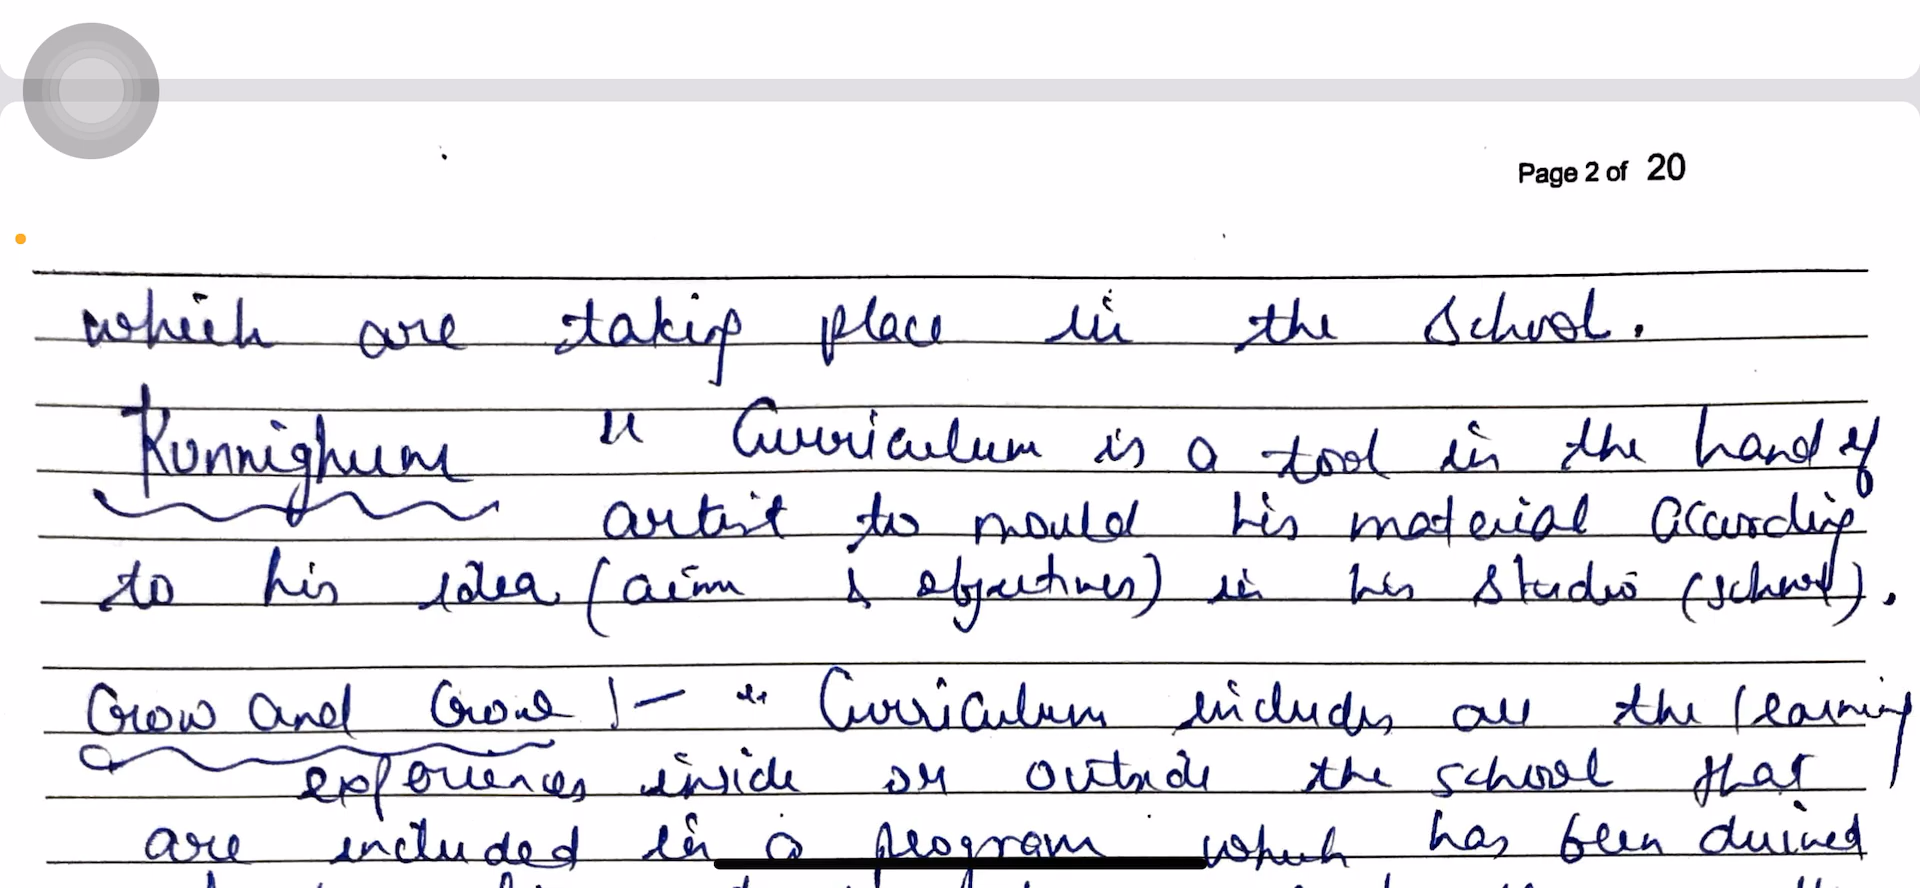 Page 2 of 20
which are taking place in the school.
Kunnighum " Curriculum is a tool in the hand of
artist to mould his material according
to his idea (aim & objectives) in his studio (school).
Crow and Crow :- " Curriculum includes all the learning
experiences inside or outside the school that
are included in a program which has been